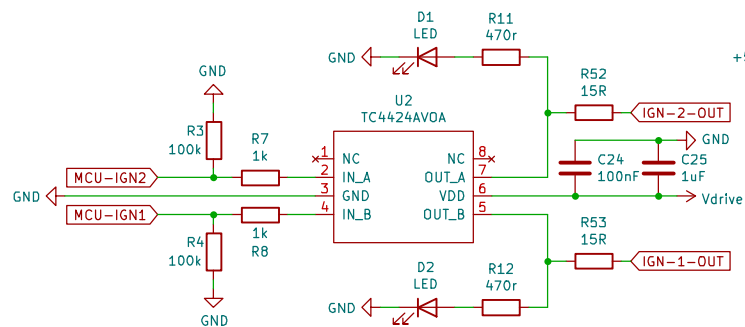 D1
LED
R11
470r
GND
+
GND
R52
15R
IGN-2-OUT
U2
TC4424AVOA
R3
100k
R7
1k
GND
C24
100nF
C25
1uF
1
NC
NC
8
MCU-IGN2
2
IN_A
OUT_A
7
GND
3
GND
VDD
6
Vdrive
MCU-IGN1
4
IN_B
OUT_B
5
R4
100k
1k
R8
R53
15R
IGN-1-OUT
D2
LED
R12
470r
GND
GND